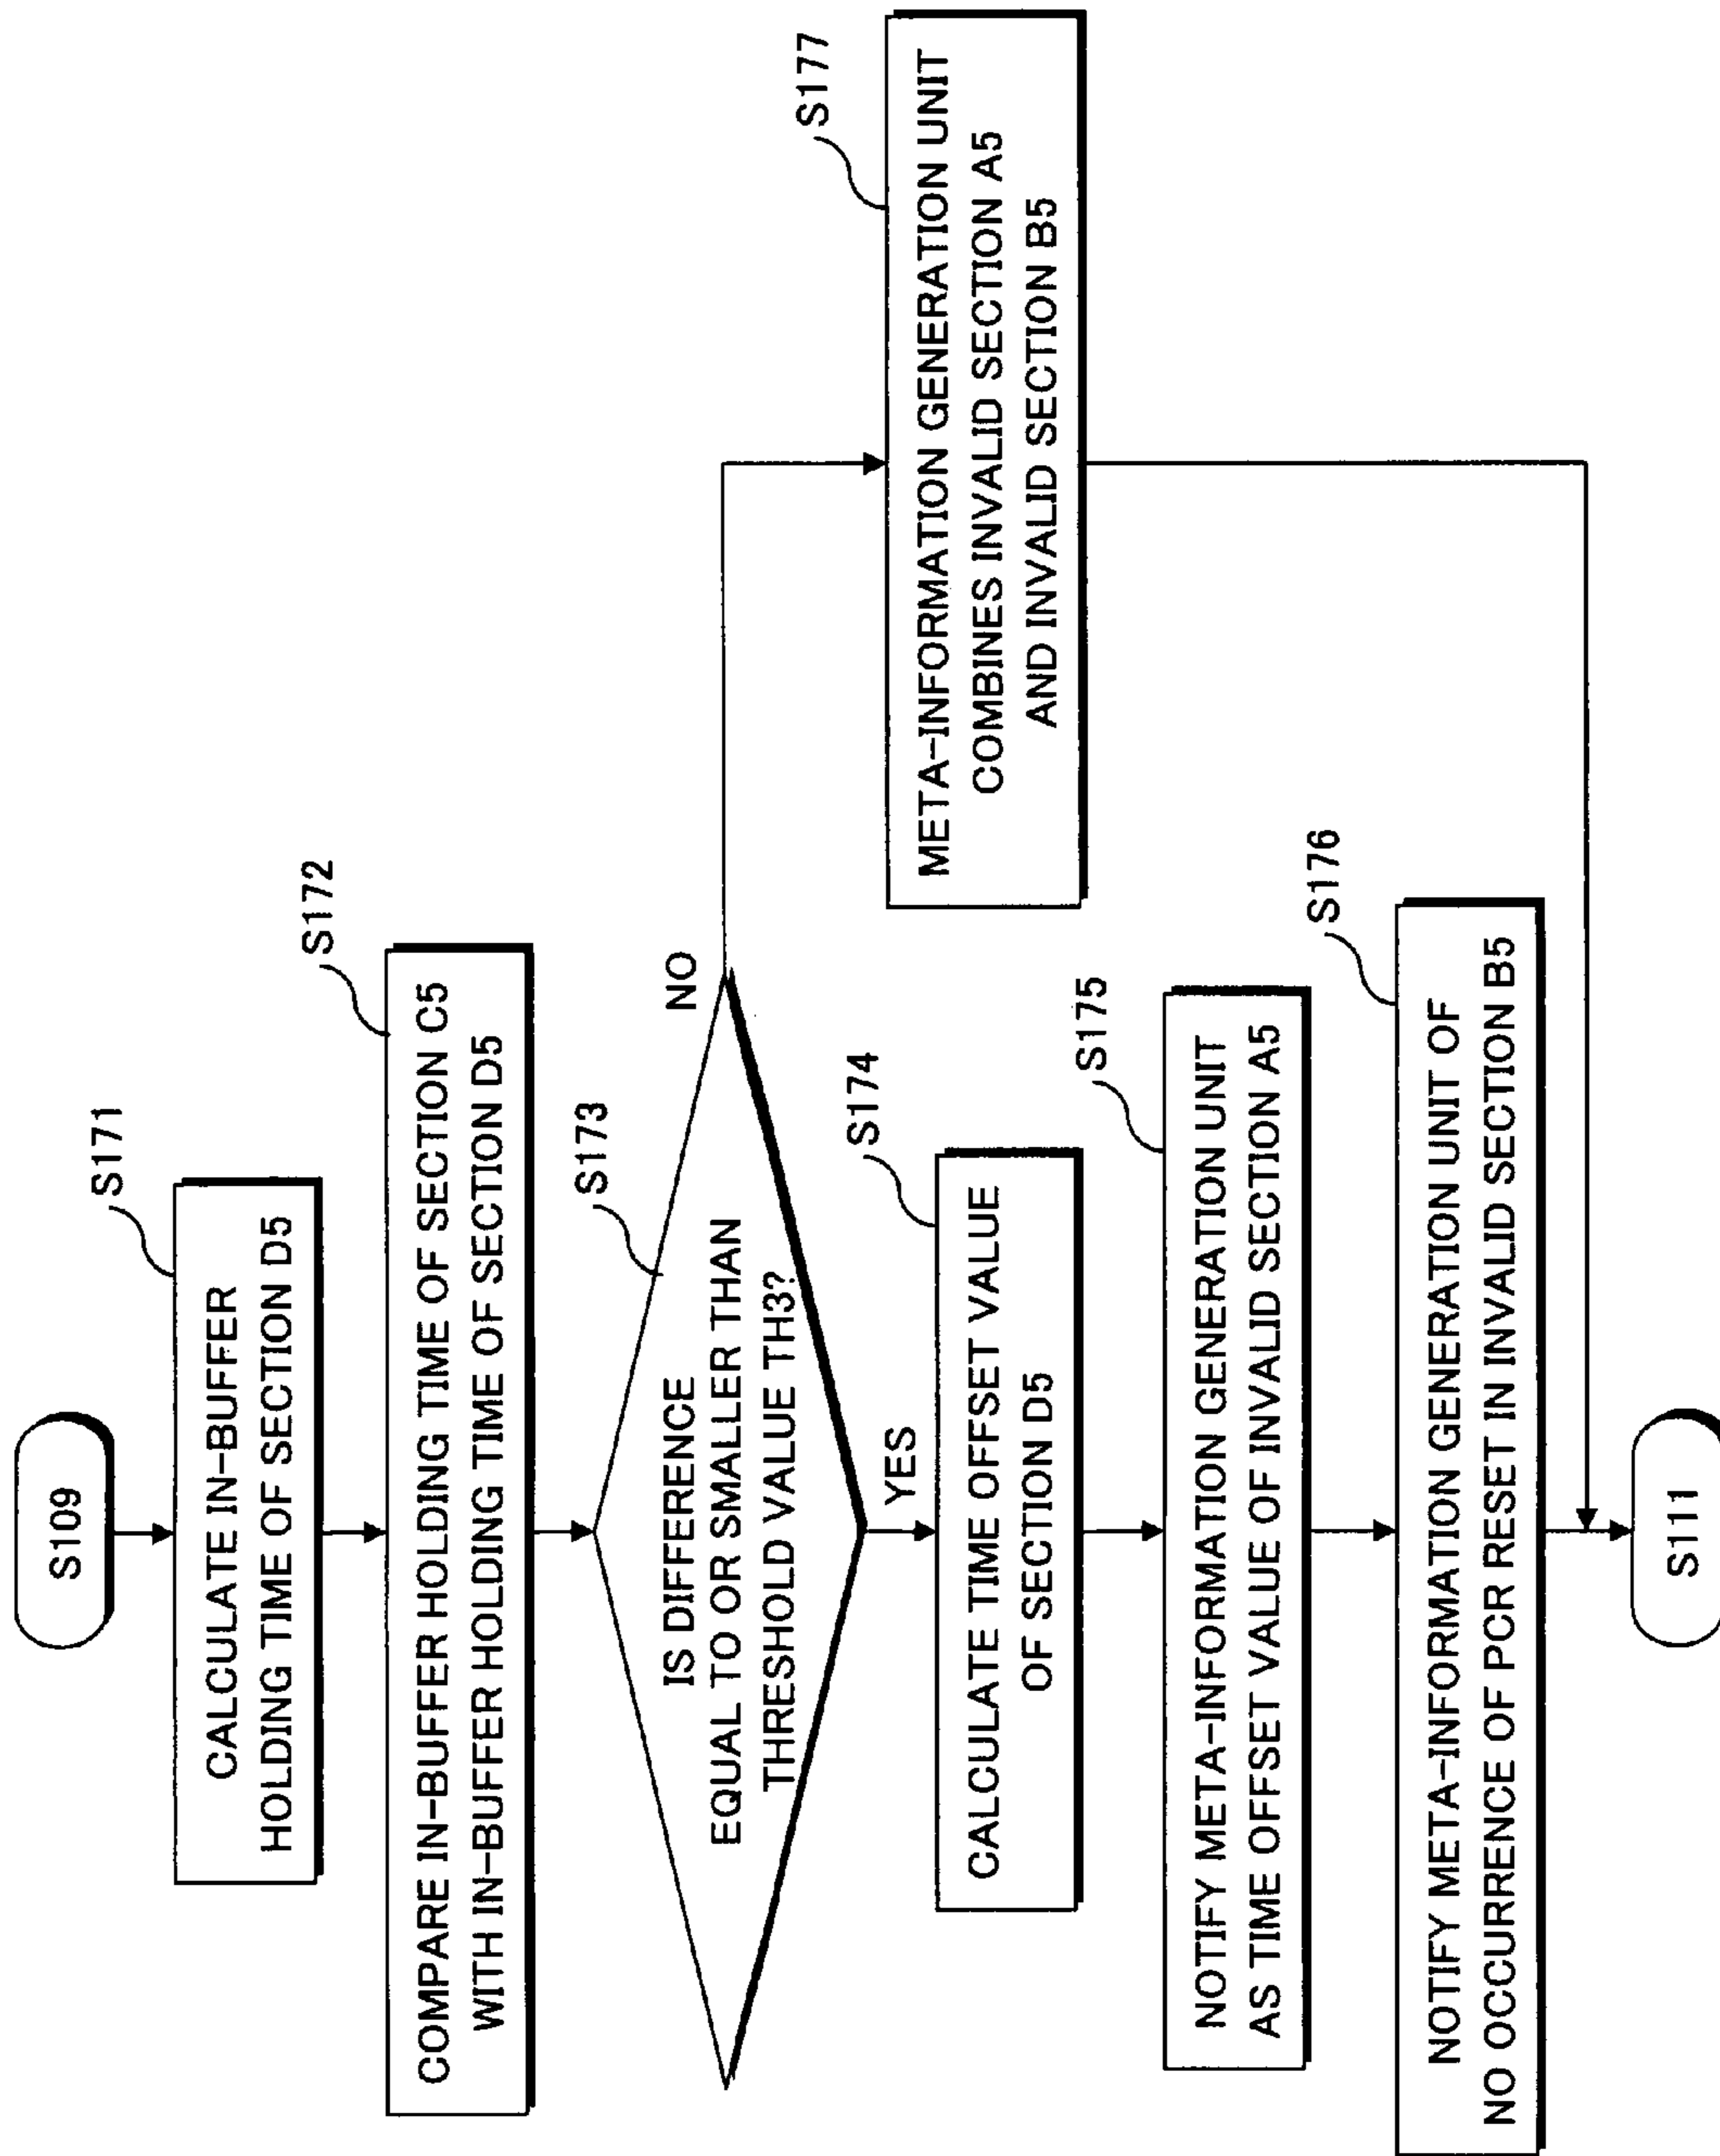 S109
S171
CALCULATE IN-BUFFER
HOLDING TIME OF SECTION D5
S172
COMPARE IN-BUFFER HOLDING TIME OF SECTION C5
WITH IN-BUFFER HOLDING TIME OF SECTION D5
S173
IS DIFFERENCE
EQUAL TO OR SMALLER THAN
THRESHOLD VALUE TH3?
NO
YES
S174
CALCULATE TIME OFFSET VALUE
OF SECTION D5
S175
NOTIFY META-INFORMATION GENERATION UNIT
AS TIME OFFSET VALUE OF INVALID SECTION A5
S176
NOTIFY META-INFORMATION GENERATION UNIT OF
NO OCCURRENCE OF PCR RESET IN INVALID SECTION B5
S177
META-INFORMATION GENERATION UNIT
COMBINES INVALID SECTION A5
AND INVALID SECTION B5
S111